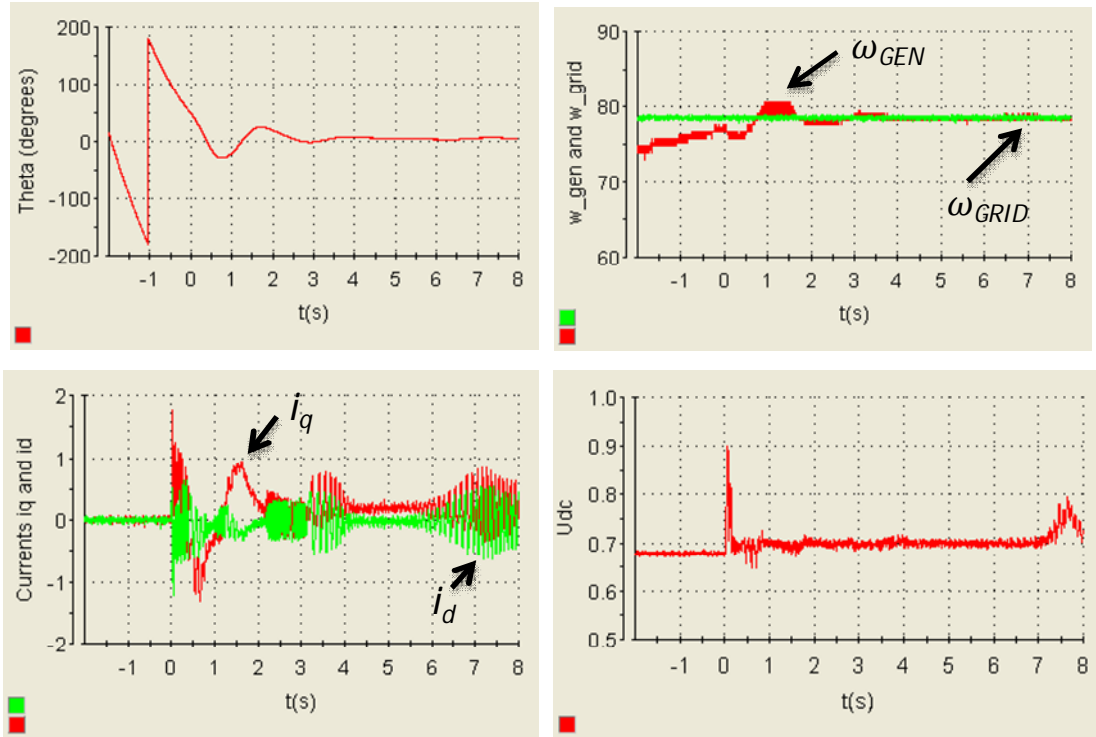 200
100
0
-100
-200
Theta (degrees)
-1 0 1 2 3 4 5 6 7 8
t(s)
90
80
70
60
w_gen and w_grid
ωGEN
ωGRID
-1 0 1 2 3 4 5 6 7 8
t(s)
2
1
0
-1
-2
Currents iq and id
iq
id
-1 0 1 2 3 4 5 6 7 8
t(s)
1.0
0.9
0.8
0.7
0.6
0.5
Udc
-1 0 1 2 3 4 5 6 7 8
t(s)